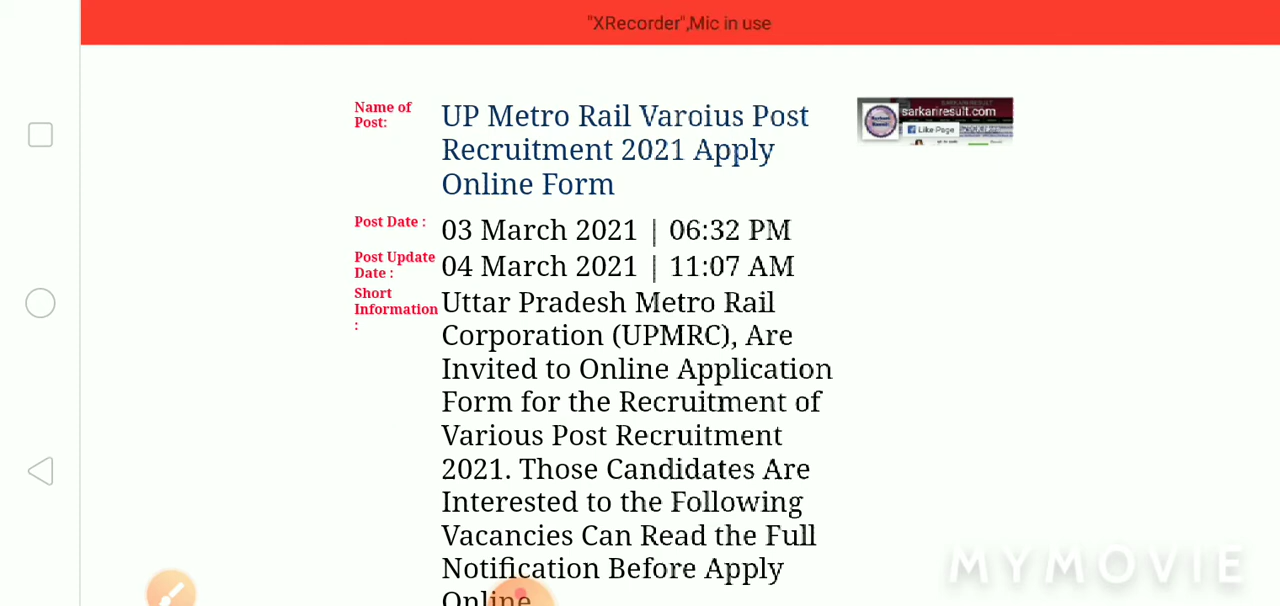 "XRecorder",Mic in use
Name of
Post:
UP Metro Rail Varoius Post
Recruitment 2021 Apply
Online Form
sarkariresult.com
Like Page
Post Date :
03 March 2021 | 06:32 PM
Post Update
Date :
04 March 2021 | 11:07 AM
Short
Information
:
Uttar Pradesh Metro Rail
Corporation (UPMRC), Are
Invited to Online Application
Form for the Recruitment of
Various Post Recruitment
2021. Those Candidates Are
Interested to the Following
Vacancies Can Read the Full
Notification Before Apply
Online
MYMOVIE